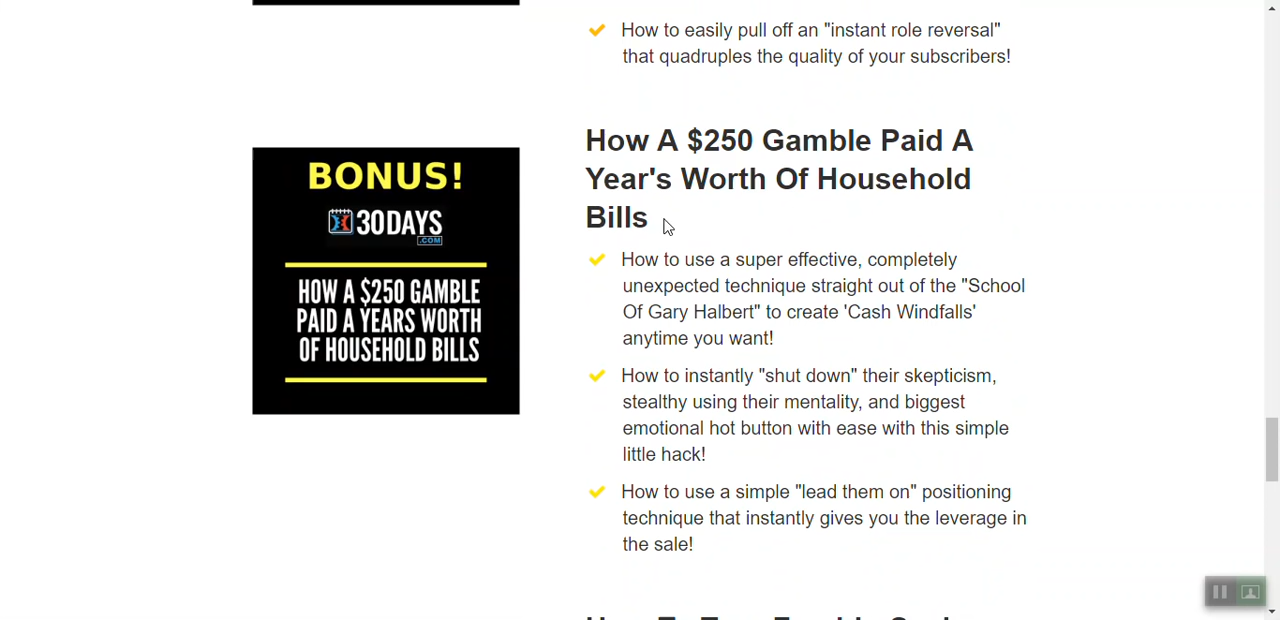 How to easily pull off an "instant role reversal"
that quadruples the quality of your subscribers!
How A $250 Gamble Paid A
Year's Worth Of Household
Bills
BONUS!
30DAYS
.COM
HOW A $250 GAMBLE
PAID A YEARS WORTH
OF HOUSEHOLD BILLS
How to use a super effective, completely
unexpected technique straight out of the "School
Of Gary Halbert" to create 'Cash Windfalls'
anytime you want!
How to instantly "shut down" their skepticism,
stealthy using their mentality, and biggest
emotional hot button with ease with this simple
little hack!
How to use a simple "lead them on" positioning
technique that instantly gives you the leverage in
the sale!